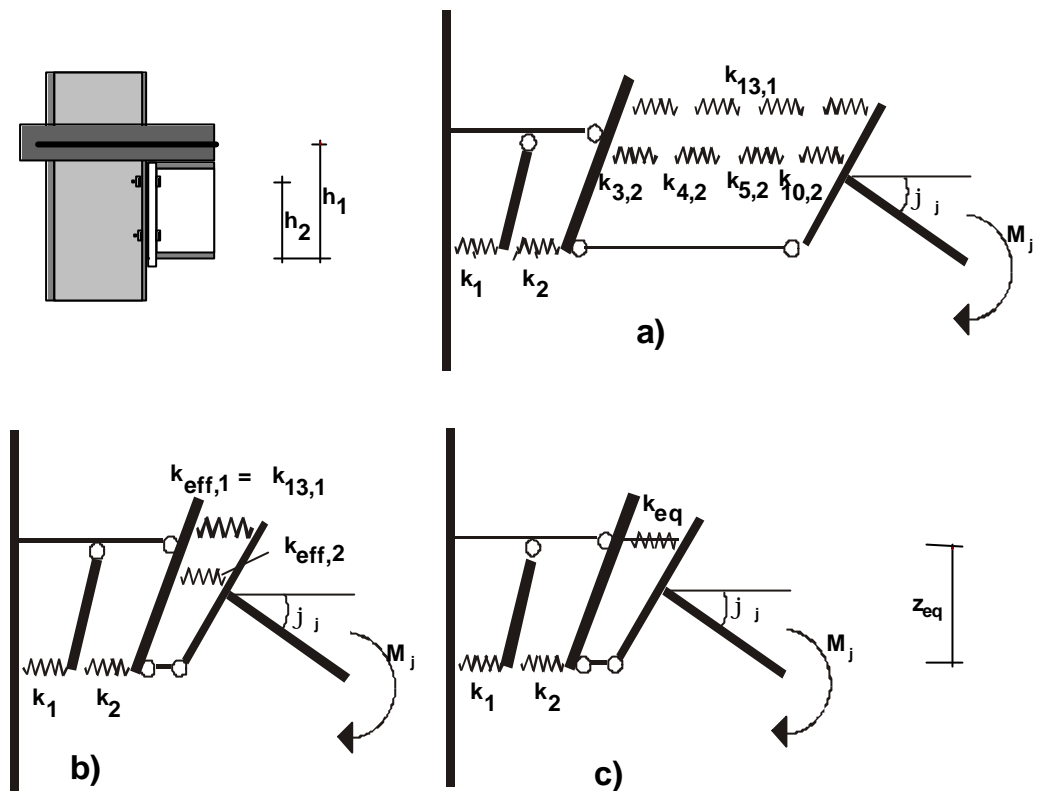 h1
h2
k13,1
k3,2 k4,2 k5,2 k10,2
j j
Mj
k1 k2
a)
keff,1 = k13,1
keff,2
j j
Mj
k1 k2
b)
keq
zeq
j j
Mj
k1 k2
c)